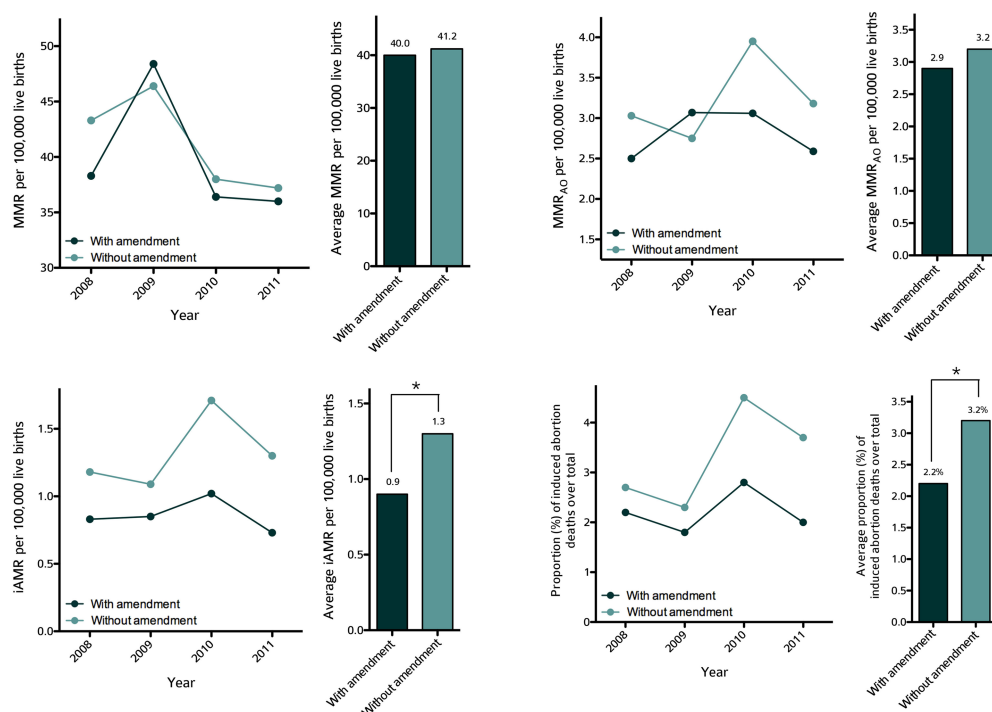 MMR per 100,000 live births
50
45
40
35
30
With amendment
Without amendment
2008
2009
2010
2011
Year
Average MMR per 100,000 live births
40
30
20
10
0
40.0
41.2
With amendment
Without amendment
MMRAO per 100,000 live births
4.0
3.5
3.0
2.5
2.0
1.5
With amendment
Without amendment
2008
2009
2010
2011
Year
Average MMRAO per 100,000 live births
3.5
3.0
2.5
2.0
1.5
1.0
0.5
0.0
2.9
3.2
With amendment
Without amendment
iAMR per 100,000 live births
1.5
1.0
0.5
0.0
With amendment
Without amendment
2008
2009
2010
2011
Year
Average iAMR per 100,000 live births
1.5
1.0
0.5
0.0
*
0.9
1.3
With amendment
Without amendment
Proportion (%) of induced abortion
deaths over total
4
3
2
1
0
With amendment
Without amendment
2008
2009
2010
2011
Year
Average proportion (%) of
induced abortion deaths over total
3.5
3.0
2.5
2.0
1.5
1.0
0.5
0.0
*
2.2%
3.2%
With amendment
Without amendment